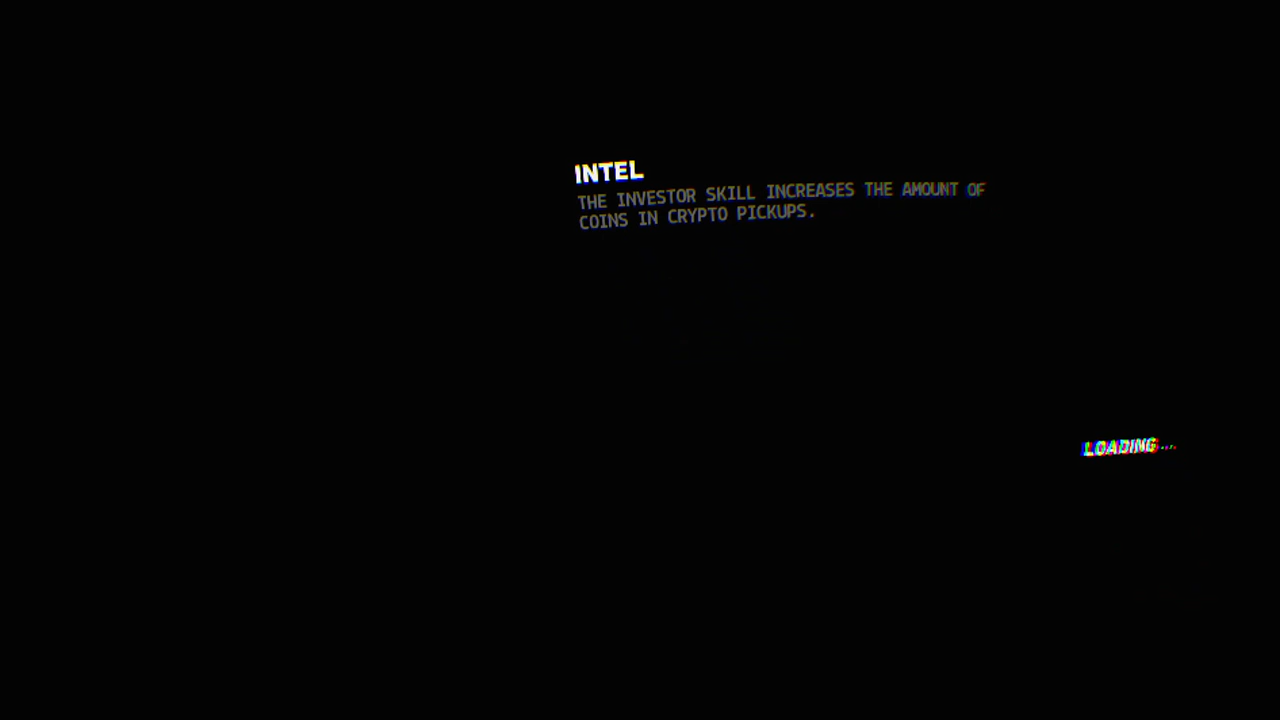 INTEL
THE INVESTOR SKILL INCREASES THE AMOUNT OF
COINS IN CRYPTO PICKUPS.
LOADING...